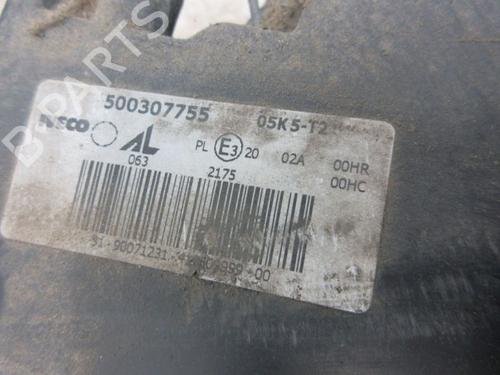 B-PARTS
500307755 05K5-T2
IVECO AL PL E3 20 02A 00HR
063 2175 00HC